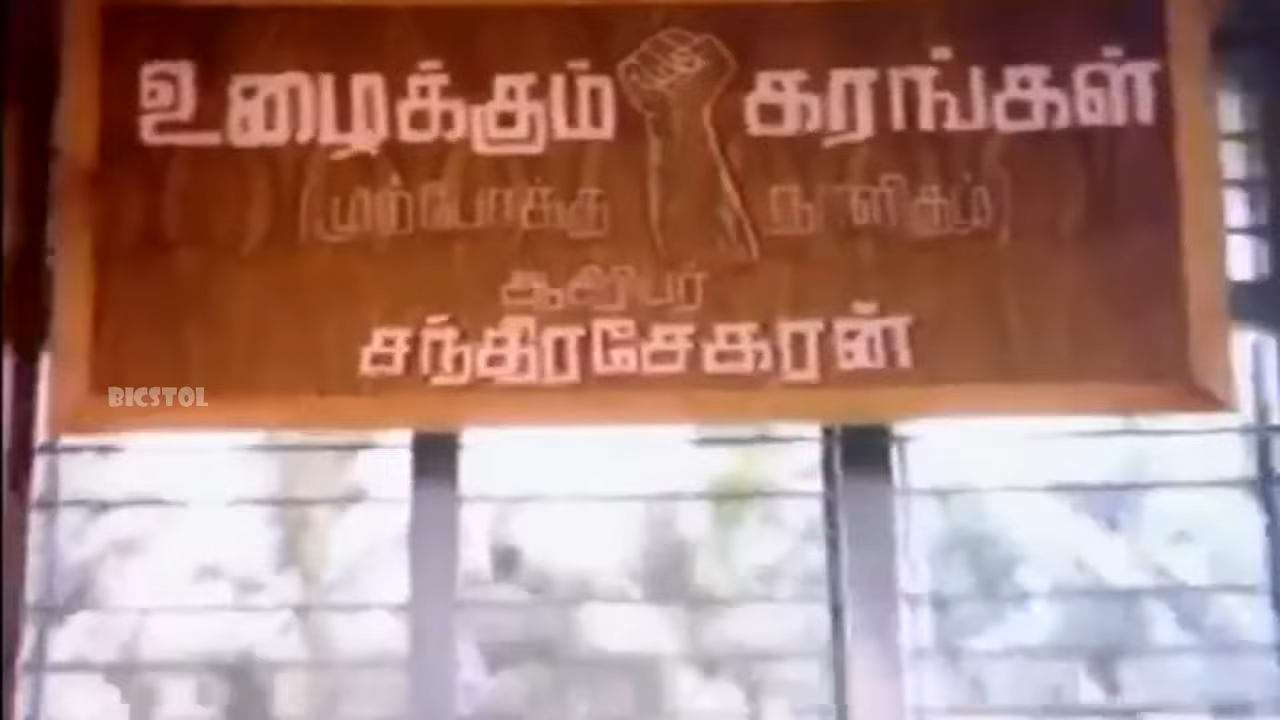 உழைக்கும் கரங்கள்
(முற்போக்கு நாளிதழ்)
ஆசிரியர்
சந்திரசேகரன்
BICSTOL